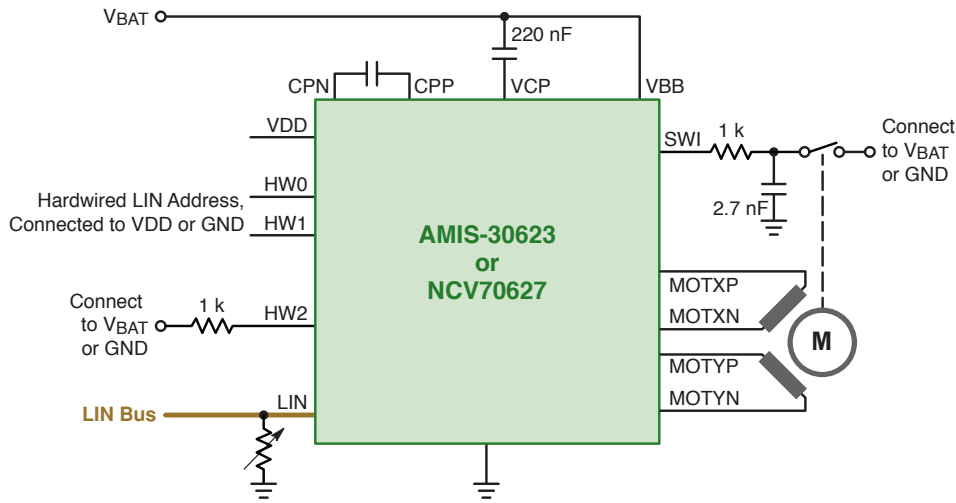 VBAT
220 nF
CPN
CPP
VCP
VBB
VDD
SWI
1 k
Connect
to VBAT
or GND
HW0
Hardwired LIN Address,
Connected to VDD or GND
HW1
2.7 nF
AMIS-30623
or
NCV70627
MOTXP
MOTXN
Connect
to VBAT
or GND
1 k
HW2
M
MOTYP
MOTYN
LIN Bus
LIN